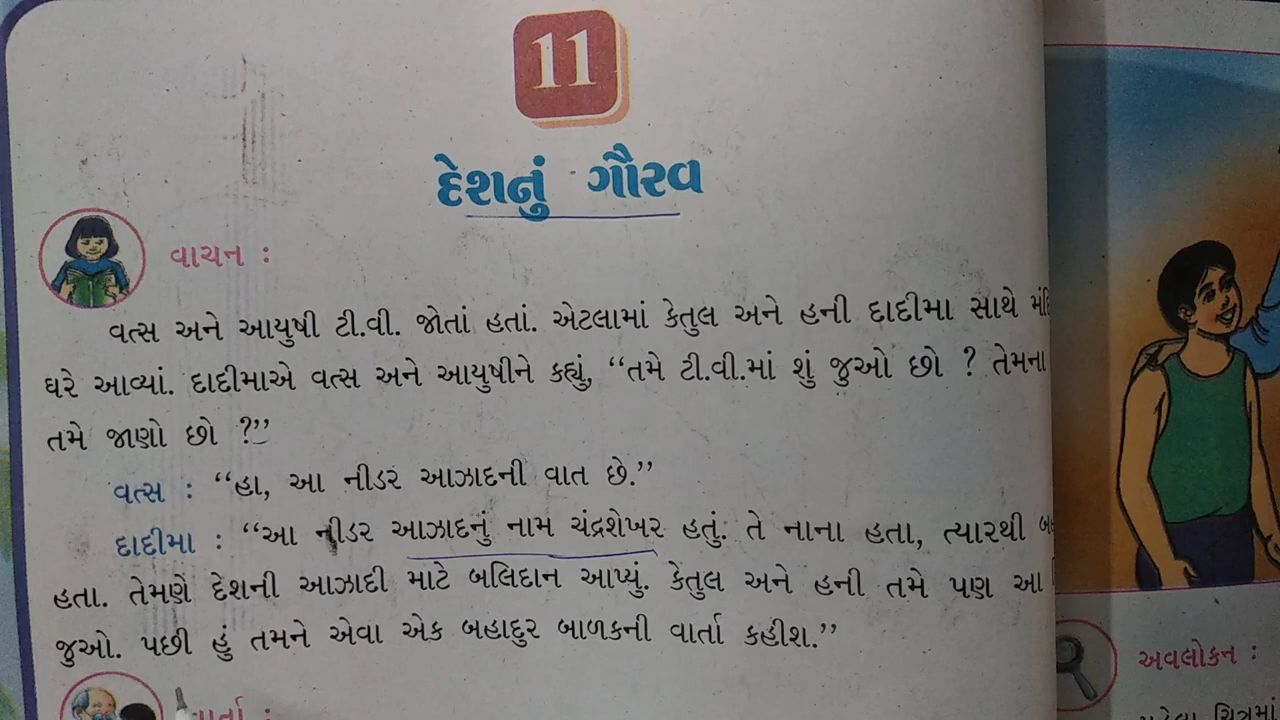 11
દેશનું ગૌરવ
વાચન :
વત્સ અને આયુષી ટી.વી. જોતાં હતાં. એટલામાં કેતુલ અને હની દાદીમા સાથે
ઘરે આવ્યાં. દાદીમાએ વત્સ અને આયુષીને કહ્યું, “તમે ટી.વી.માં શું જુઓ છો ? તેમના
તમે જાણો છો ?”
વત્સ : “હા, આ નીડર આઝાદની વાત છે.”
દાદીમા : “આ નીડર આઝાદનું નામ ચંદ્રશેખર હતું. તે નાના હતા, ત્યારથી
હતા. તેમણે દેશની આઝાદી માટે બલિદાન આપ્યું. કેતુલ અને હની તમે પણ આ
જુઓ. પછી હું તમને એવા એક બહાદુર બાળકની વાર્તા કહીશ.”
અવલોકન :
ચિત્રમાં